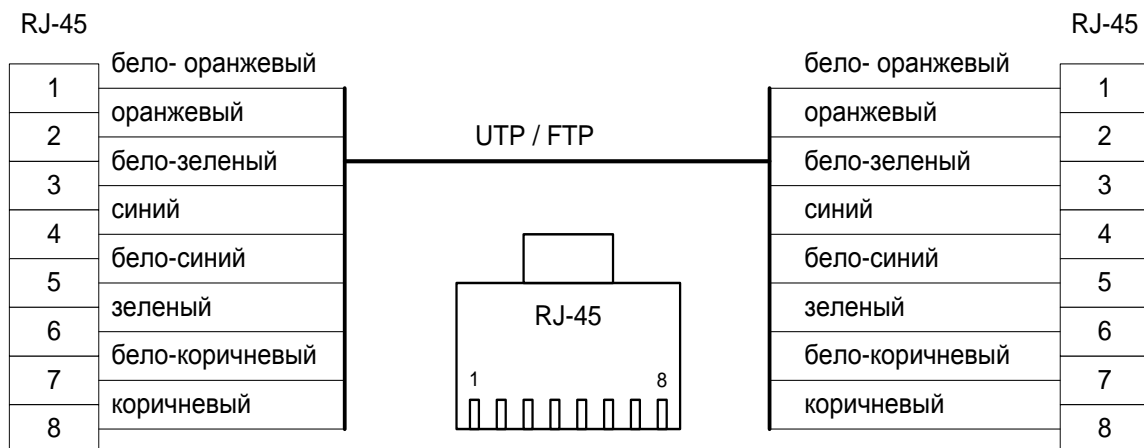 RJ-45 RJ-45
бело- оранжевый бело- оранжевый
1 1
оранжевый оранжевый
2 UTP / FTP 2
бело-зеленый бело-зеленый
3 3
синий синий
4 4
бело-синий бело-синий
5 5
зеленый RJ-45 зеленый
6 6
бело-коричневый бело-коричневый
7 1 8 7
коричневый коричневый
8 8